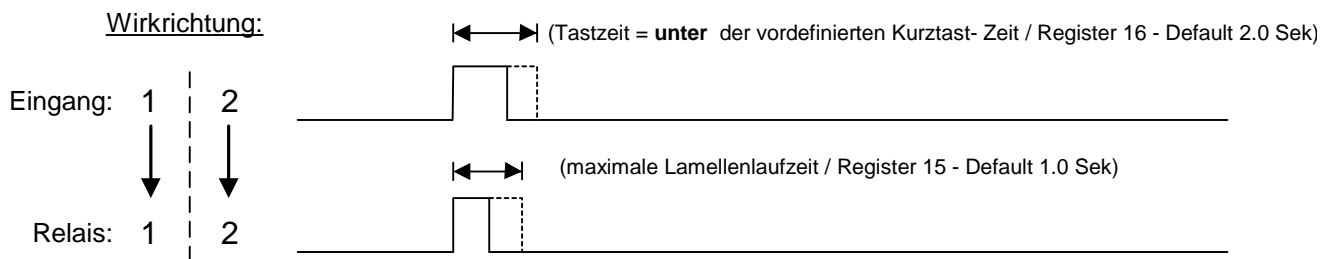 Wirkrichtung:
(Tastzeit = unter der vordefinierten Kurztast- Zeit / Register 16 - Default 2.0 Sek)
Eingang: 1 2
(maximale Lamellenlaufzeit / Register 15 - Default 1.0 Sek)
Relais: 1 2